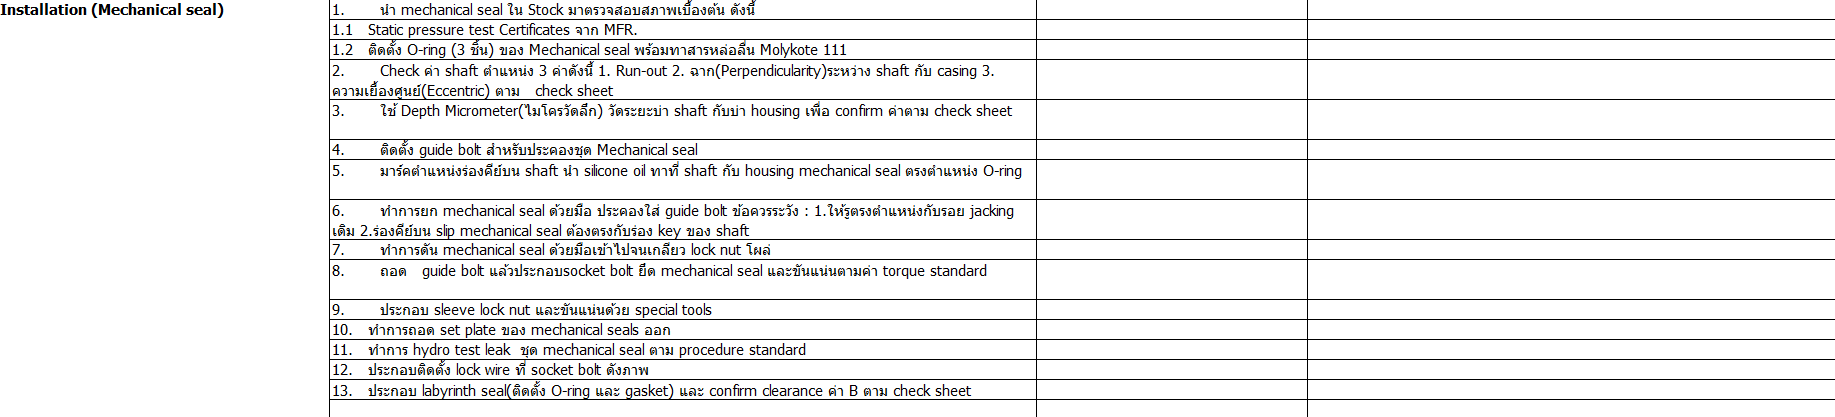 Installation (Mechanical seal)
1. นำ mechanical seal ใน Stock มาตรวจสอบสภาพเบื้องต้น ดังนี้
1.1 Static pressure test Certificates จาก MFR.
1.2 ติดตั้ง O-ring (3 ชิ้น) ของ Mechanical seal พร้อมทาสารหล่อลื่น Molykote 111
2. Check ค่า shaft ตำแหน่ง 3 ค่าดังนี้ 1. Run-out 2. ฉาก(Perpendicularity)ระหว่าง shaft กับ casing 3.
ความเยื้องศูนย์(Eccentric) ตาม check sheet
3. ใช้ Depth Micrometer(ไมโครวัดลึก) วัดระยะบ่า shaft กับบ่า housing เพื่อ confirm ค่าตาม check sheet
4. ติดตั้ง guide bolt สำหรับประคองชุด Mechanical seal
5. มาร์คตำแหน่งร่องคีย์บน shaft นำ silicone oil ทาที่ shaft กับ housing mechanical seal ตรงตำแหน่ง O-ring
6. ทำการยก mechanical seal ด้วยมือ ประคองใส่ guide bolt ข้อควรระวัง : 1.ให้รูตรงตำแหน่งกับรอย jacking
เดิม 2.ร่องคีย์บน slip mechanical seal ต้องตรงกับร่อง key ของ shaft
7. ทำการดัน mechanical seal ด้วยมือเข้าไปจนเกลียว lock nut โผล่
8. ถอด guide bolt แล้วประกอบsocket bolt ยึด mechanical seal และขันแน่นตามค่า torque standard
9. ประกอบ sleeve lock nut และขันแน่นด้วย special tools
10. ทำการถอด set plate ของ mechanical seals ออก
11. ทำการ hydro test leak ชุด mechanical seal ตาม procedure standard
12. ประกอบติดตั้ง lock wire ที่ socket bolt ดังภาพ
13. ประกอบ labyrinth seal(ติดตั้ง O-ring และ gasket) และ confirm clearance ค่า B ตาม check sheet